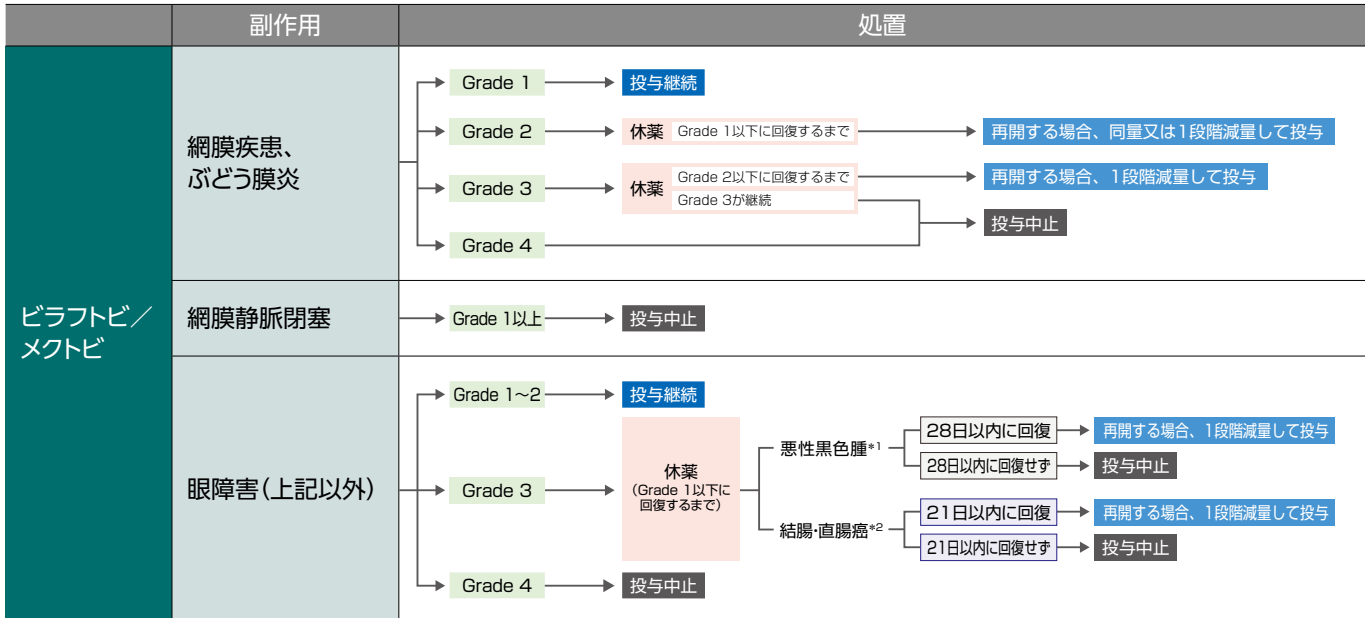 副作用
処置
ビラフトビ／
メクトビ
網膜疾患、
ぶどう膜炎
Grade 1
投与継続
Grade 2
休薬 Grade 1以下に回復するまで
再開する場合、同量又は1段階減量して投与
Grade 3
休薬
Grade 2以下に回復するまで
再開する場合、1段階減量して投与
Grade 3が継続
投与中止
Grade 4
網膜静脈閉塞
Grade 1以上
投与中止
眼障害（上記以外）
Grade 1～2
投与継続
Grade 3
休薬
（Grade 1以下に
回復するまで）
悪性黒色腫*1
28日以内に回復
再開する場合、1段階減量して投与
28日以内に回復せず
投与中止
結腸・直腸癌*2
21日以内に回復
再開する場合、1段階減量して投与
21日以内に回復せず
投与中止
Grade 4
投与中止